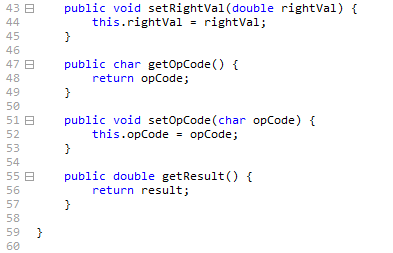 43 public void setRightVal(double rightVal) {
44 this.rightVal = rightVal;
45 }
46
47 public char getOpCode() {
48 return opCode;
49 }
50
51 public void setOpCode(char opCode) {
52 this.opCode = opCode;
53 }
54
55 public double getResult() {
56 return result;
57 }
58
59 }
60